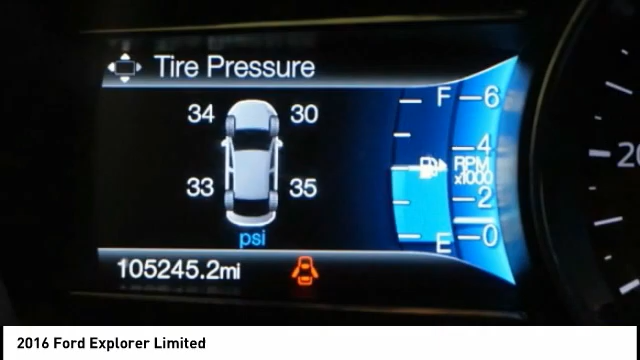 Tire Pressure
34 30
33 35
psi
F
E
6
4
RPM
x1000
2
0
105245.2mi
20
2016 Ford Explorer Limited